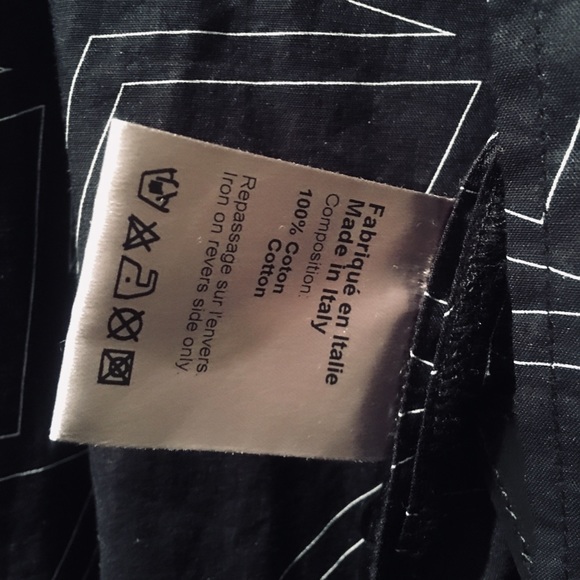 Fabriqué en Italie
Made in Italy
Composition:
100% Coton
Cotton
Repassage sur l'envers.
Iron on revers side only.